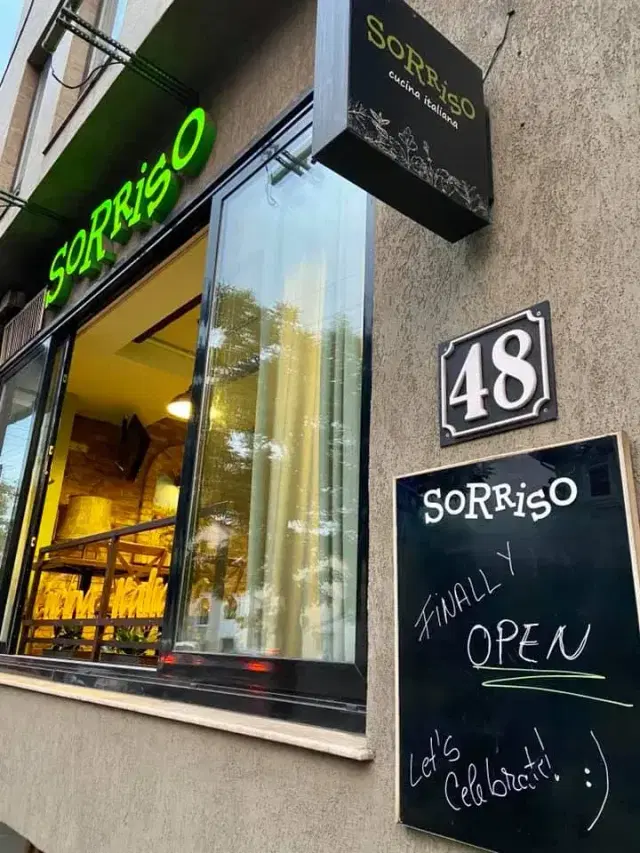 SoRRiSO
cucina italiana
SoRRiSO
48
SoRRiSO
FINALLY
OPEN
Let's
Celebrate! :)